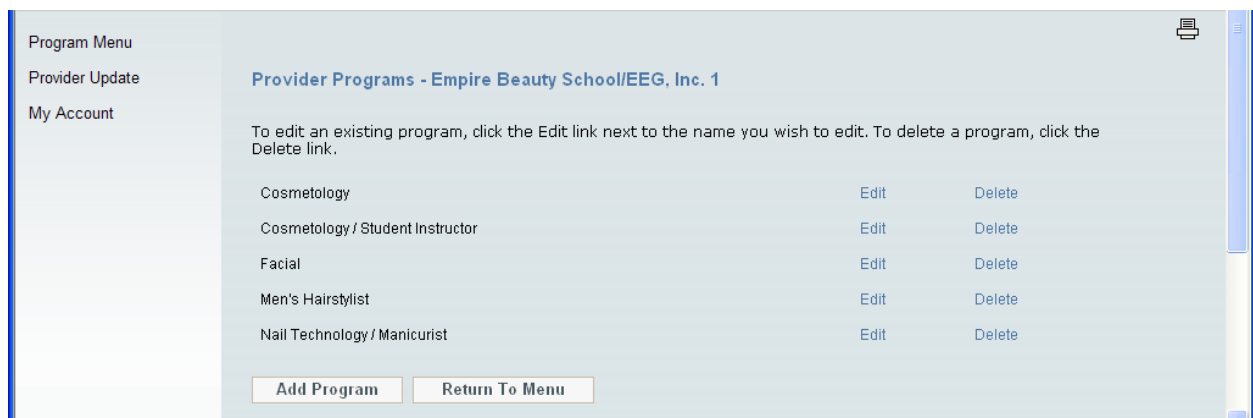 Program Menu
Provider Update
My Account
Provider Programs - Empire Beauty School/EEG, Inc. 1
To edit an existing program, click the Edit link next to the name you wish to edit. To delete a program, click the
Delete link.
Cosmetology Edit Delete
Cosmetology / Student Instructor Edit Delete
Facial Edit Delete
Men's Hairstylist Edit Delete
Nail Technology / Manicurist Edit Delete
Add Program Return To Menu